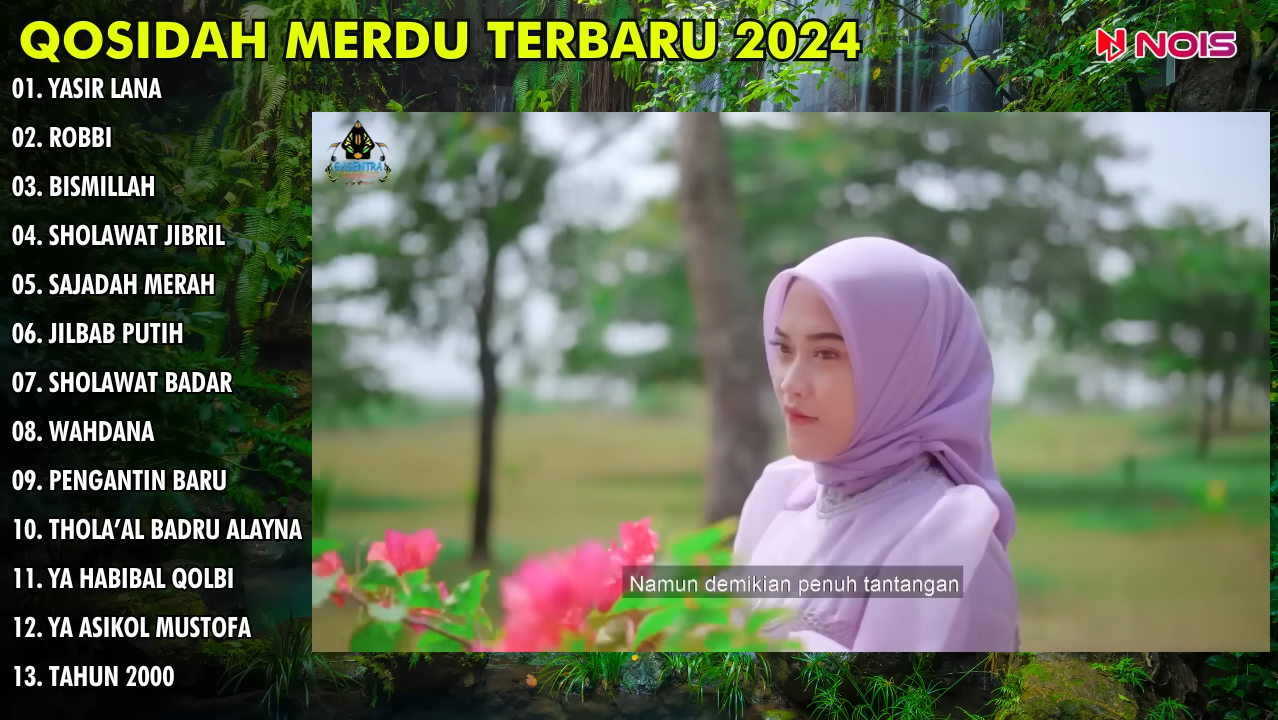 QOSIDAH MERDU TERBARU 2024
NOIS
01. YASIR LANA
02. ROBBI
03. BISMILLAH
04. SHOLAWAT JIBRIL
05. SAJADAH MERAH
06. JILBAB PUTIH
07. SHOLAWAT BADAR
08. WAHDANA
09. PENGANTIN BARU
10. THOLA’AL BADRU ALAYNA
11. YA HABIBAL QOLBI
12. YA ASIKOL MUSTOFA
13. TAHUN 2000
Namun demikian penuh tantangan